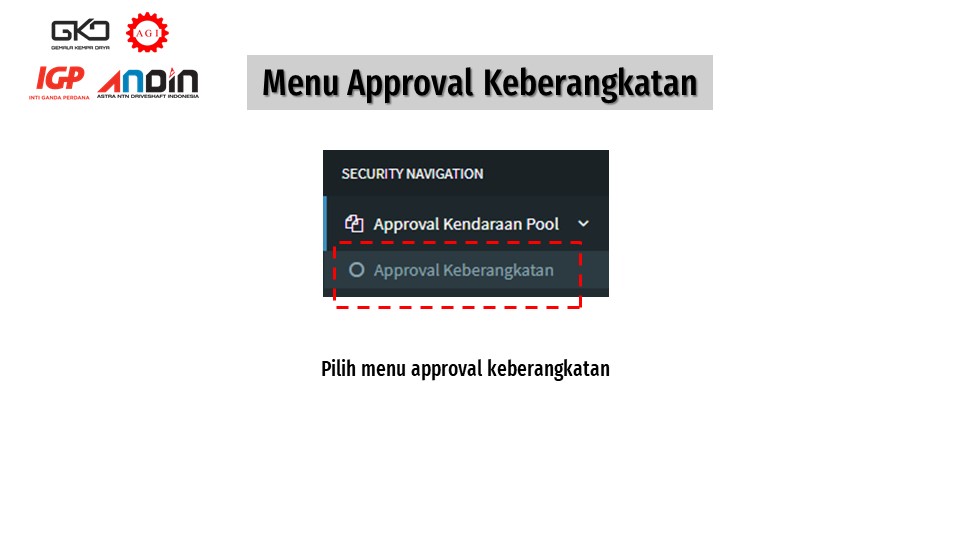 GKD
GEMALA KEMPA DAYA
AGI
IGP
INTI GANDA PERDANA
ANDIN
ASTRA NTN DRIVESHAFT INDONESIA
Menu Approval Keberangkatan
SECURITY NAVIGATION
Approval Kendaraan Pool
Approval Keberangkatan
Pilih menu approval keberangkatan